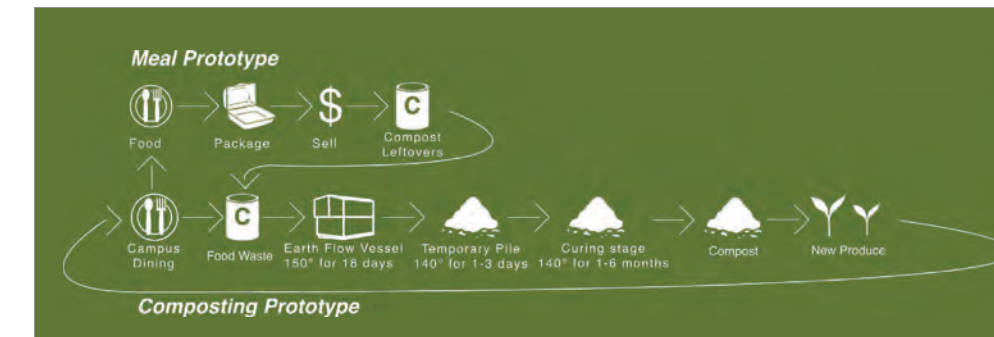 Meal Prototype
$
C
Food
Package
Sell
Compost
Leftovers
C
Campus
Dining
Food Waste
Earth Flow Vessel
150° for 18 days
Temporary Pile
140° for 1-3 days
Curing stage
140° for 1-6 months
Compost
New Produce
Composting Prototype